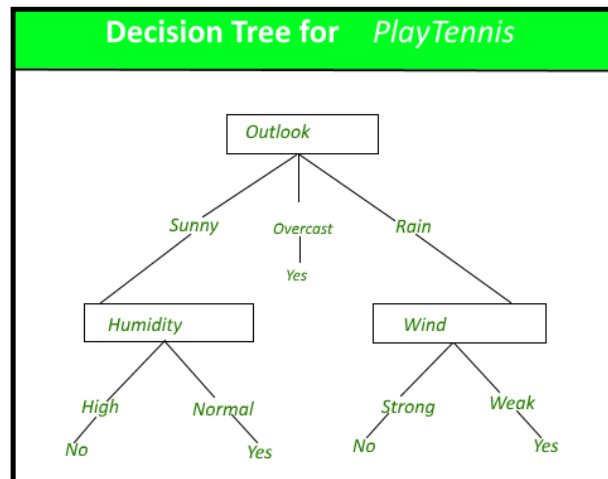 Decision Tree for PlayTennis
Outlook
Sunny Overcast Rain
Yes
Humidity Wind
High Normal Strong Weak
No Yes No Yes